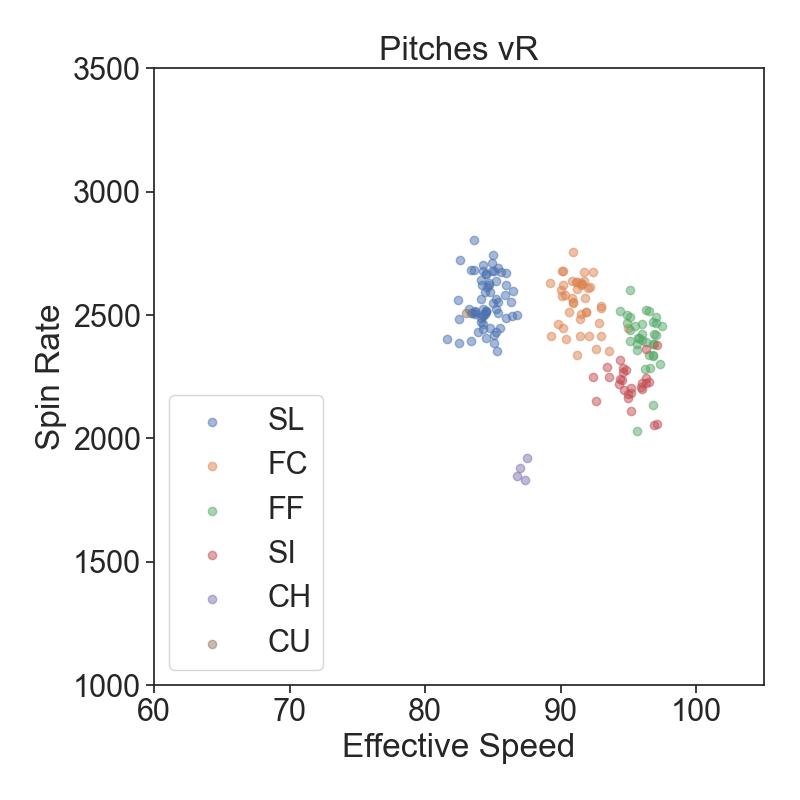 Pitches vR
3500
3000
2500
2000
1500
1000
Spin Rate
SL
FC
FF
SI
CH
CU
60 70 80 90 100
Effective Speed